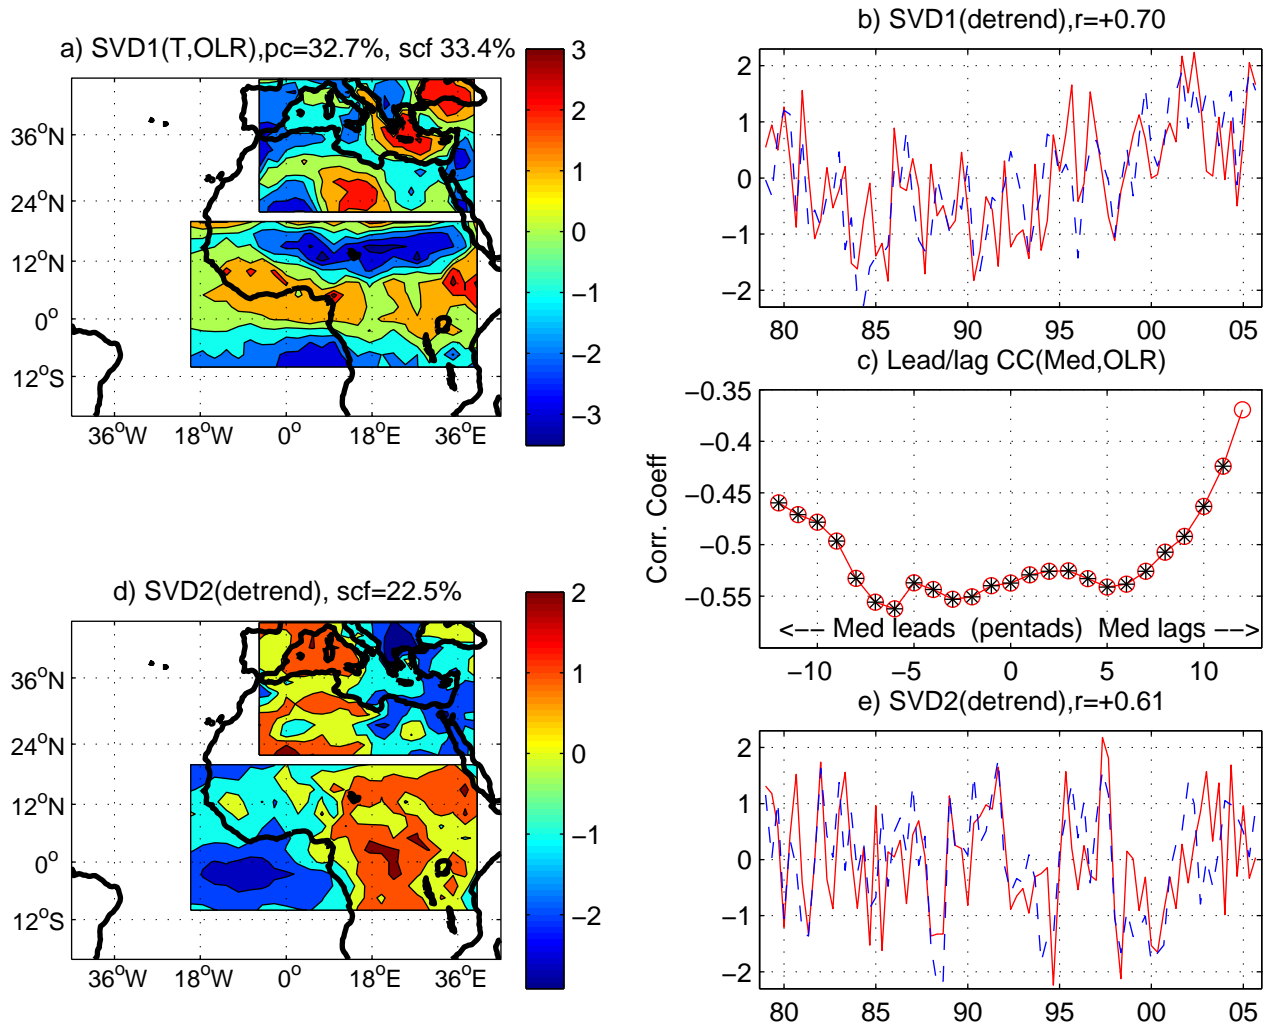 a) SVD1(T,OLR),pc=32.7%, scf 33.4%
36°N
24°N
12°N
0°
12°S
36°W 18°W 0° 18°E 36°E
3
2
1
0
−1
−2
−3
b) SVD1(detrend),r=+0.70
2
1
0
−1
−2
80 85 90 95 00 05
c) Lead/lag CC(Med,OLR)
Corr. Coeff
−0.35
−0.4
−0.45
−0.5
−0.55
<−− Med leads (pentads) Med lags −−>
−10 −5 0 5 10
d) SVD2(detrend), scf=22.5%
36°N
24°N
12°N
0°
12°S
36°W 18°W 0° 18°E 36°E
2
1
0
−1
−2
e) SVD2(detrend),r=+0.61
2
1
0
−1
−2
80 85 90 95 00 05